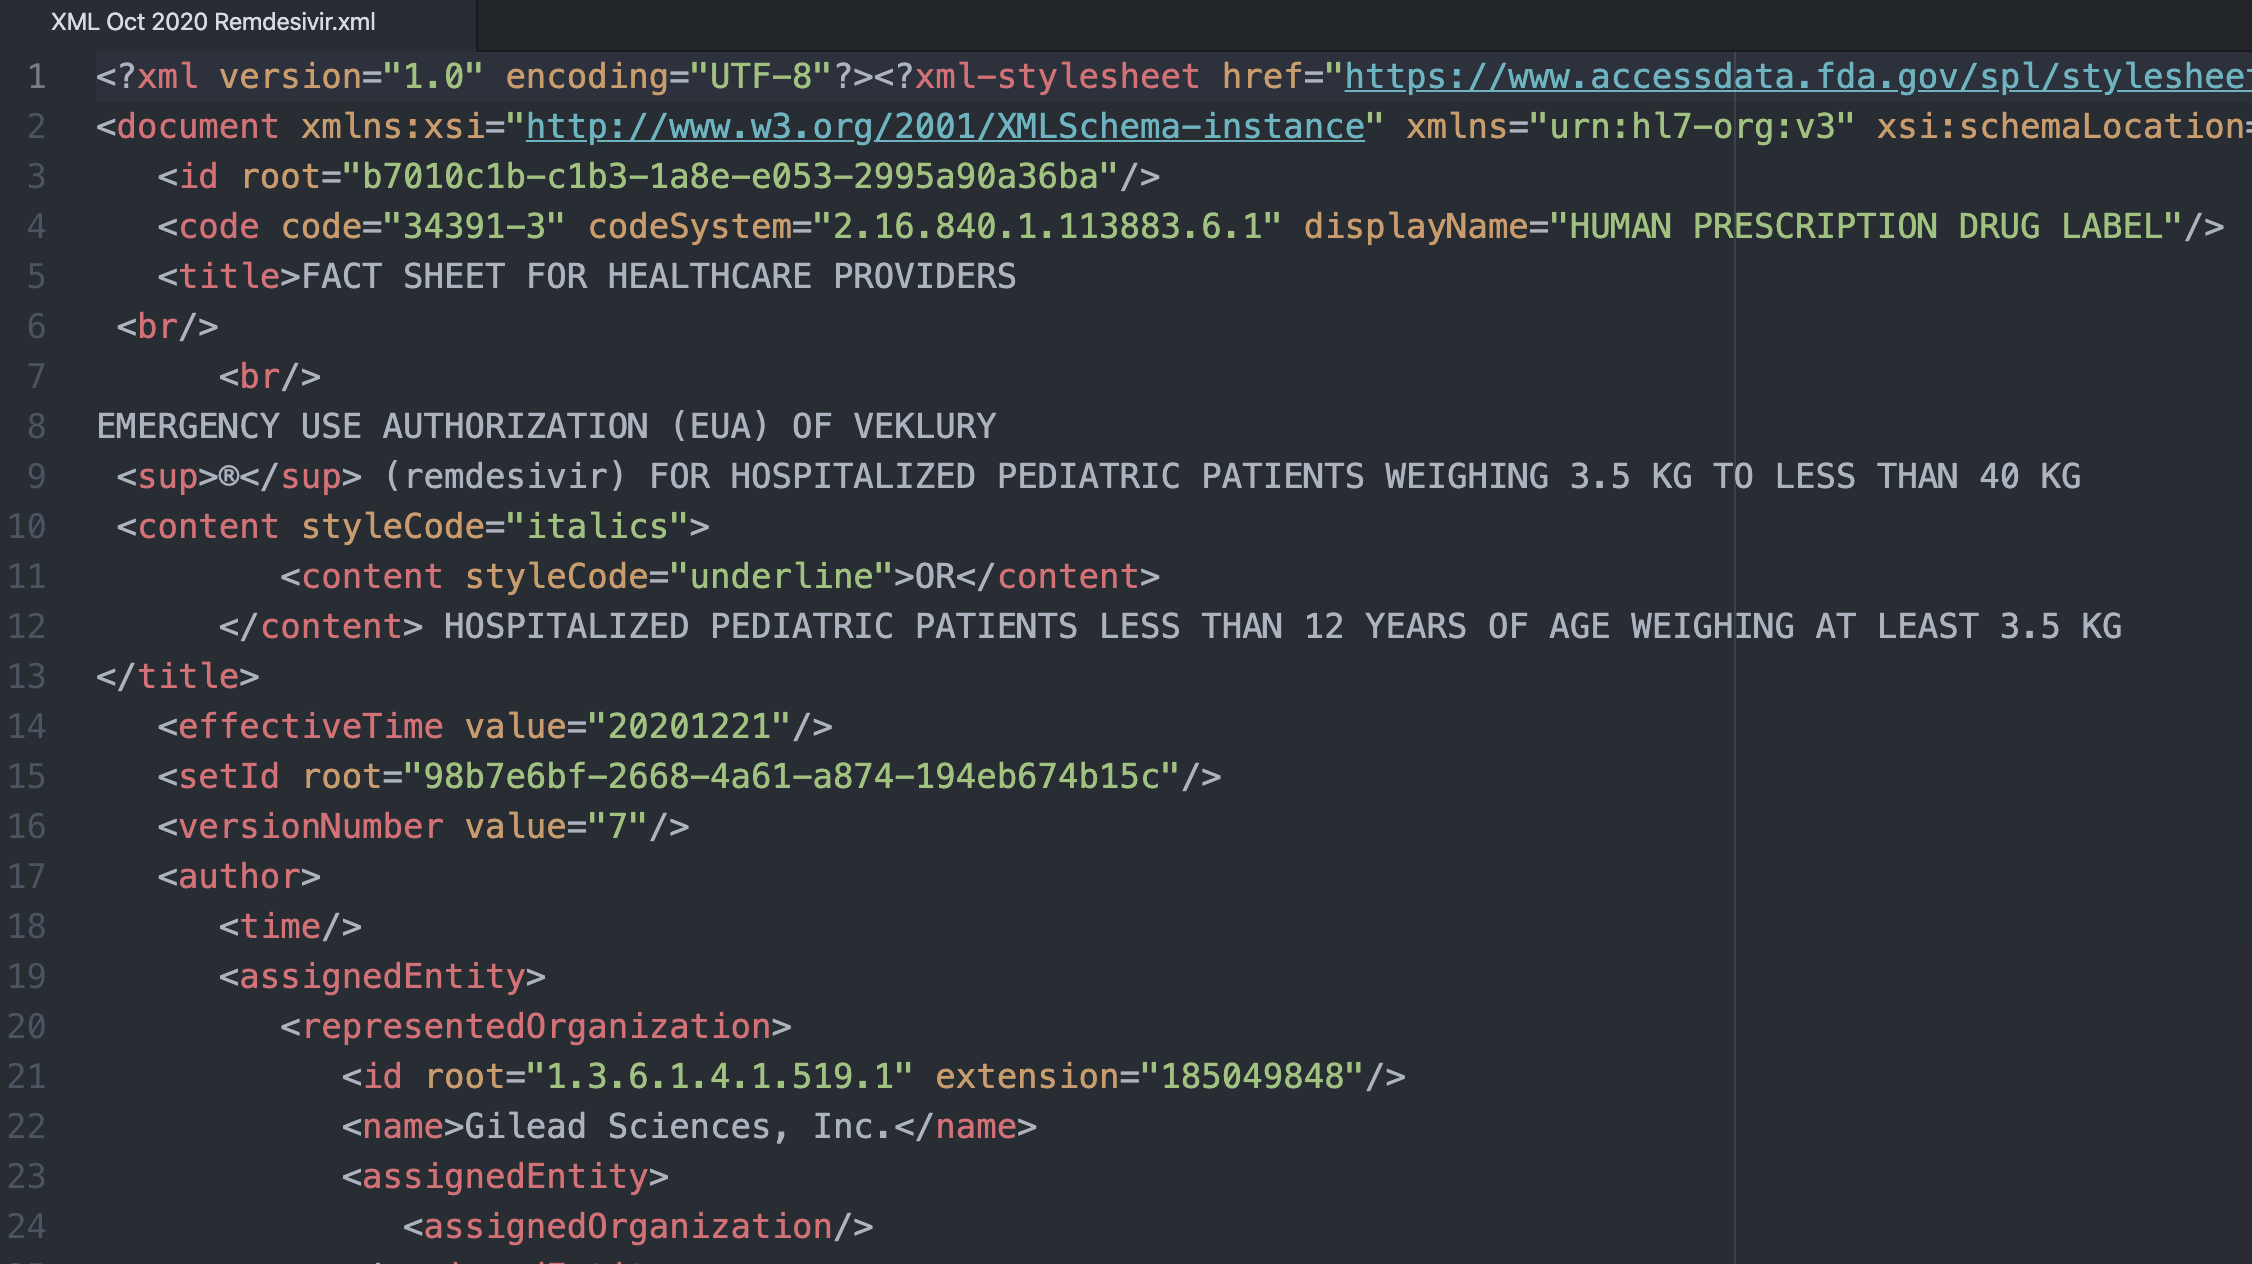 XML Oct 2020 Remdesivir.xml
1 <?xml version="1.0" encoding="UTF-8"?><?xml-stylesheet href="https://www.accessdata.fda.gov/spl/stylesheet
2 <document xmlns:xsi="http://www.w3.org/2001/XMLSchema-instance" xmlns="urn:hl7-org:v3" xsi:schemaLocation=
3 <id root="b7010c1b-c1b3-1a8e-e053-2995a90a36ba"/>
4 <code code="34391-3" codeSystem="2.16.840.1.113883.6.1" displayName="HUMAN PRESCRIPTION DRUG LABEL"/>
5 <title>FACT SHEET FOR HEALTHCARE PROVIDERS
6 <br/>
7 <br/>
8 EMERGENCY USE AUTHORIZATION (EUA) OF VEKLURY
9 <sup>®</sup> (remdesivir) FOR HOSPITALIZED PEDIATRIC PATIENTS WEIGHING 3.5 KG TO LESS THAN 40 KG
10 <content styleCode="italics">
11 <content styleCode="underline">OR</content>
12 </content> HOSPITALIZED PEDIATRIC PATIENTS LESS THAN 12 YEARS OF AGE WEIGHING AT LEAST 3.5 KG
13 </title>
14 <effectiveTime value="20201221"/>
15 <setId root="98b7e6bf-2668-4a61-a874-194eb674b15c"/>
16 <versionNumber value="7"/>
17 <author>
18 <time/>
19 <assignedEntity>
20 <representedOrganization>
21 <id root="1.3.6.1.4.1.519.1" extension="185049848"/>
22 <name>Gilead Sciences, Inc.</name>
23 <assignedEntity>
24 <assignedOrganization/>